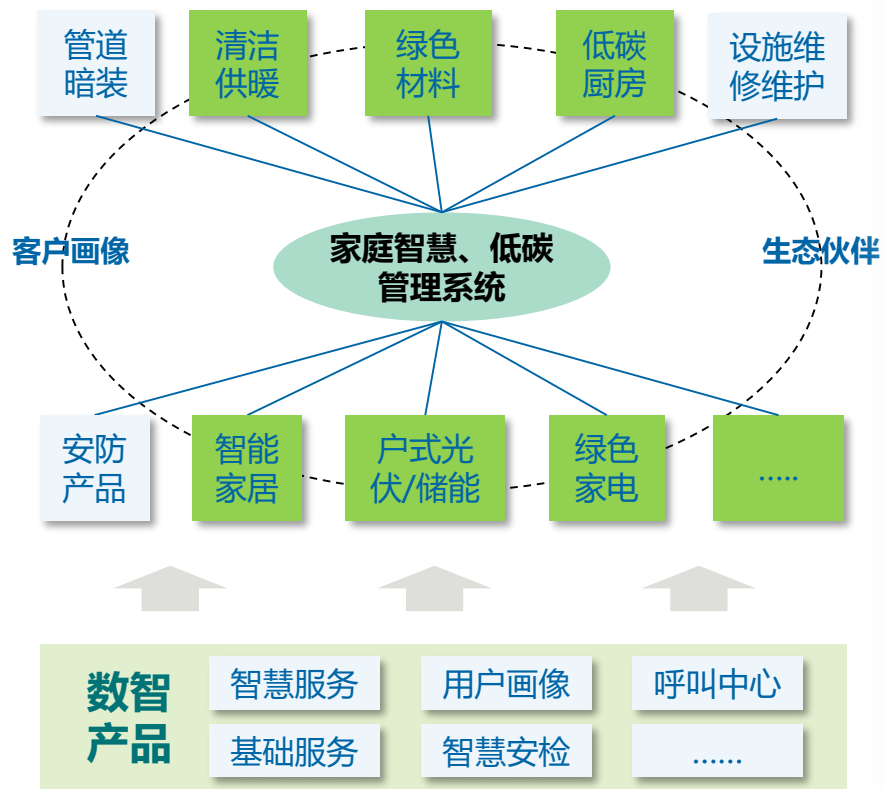 管道
暗装
清洁
供暖
绿色
材料
低碳
厨房
设施维
修维护
客户画像
家庭智慧、低碳
管理系统
生态伙伴
安防
产品
智能
家居
户式光
伏/储能
绿色
家电
.....
数智
产品
智慧服务
用户画像
呼叫中心
基础服务
智慧安检
......